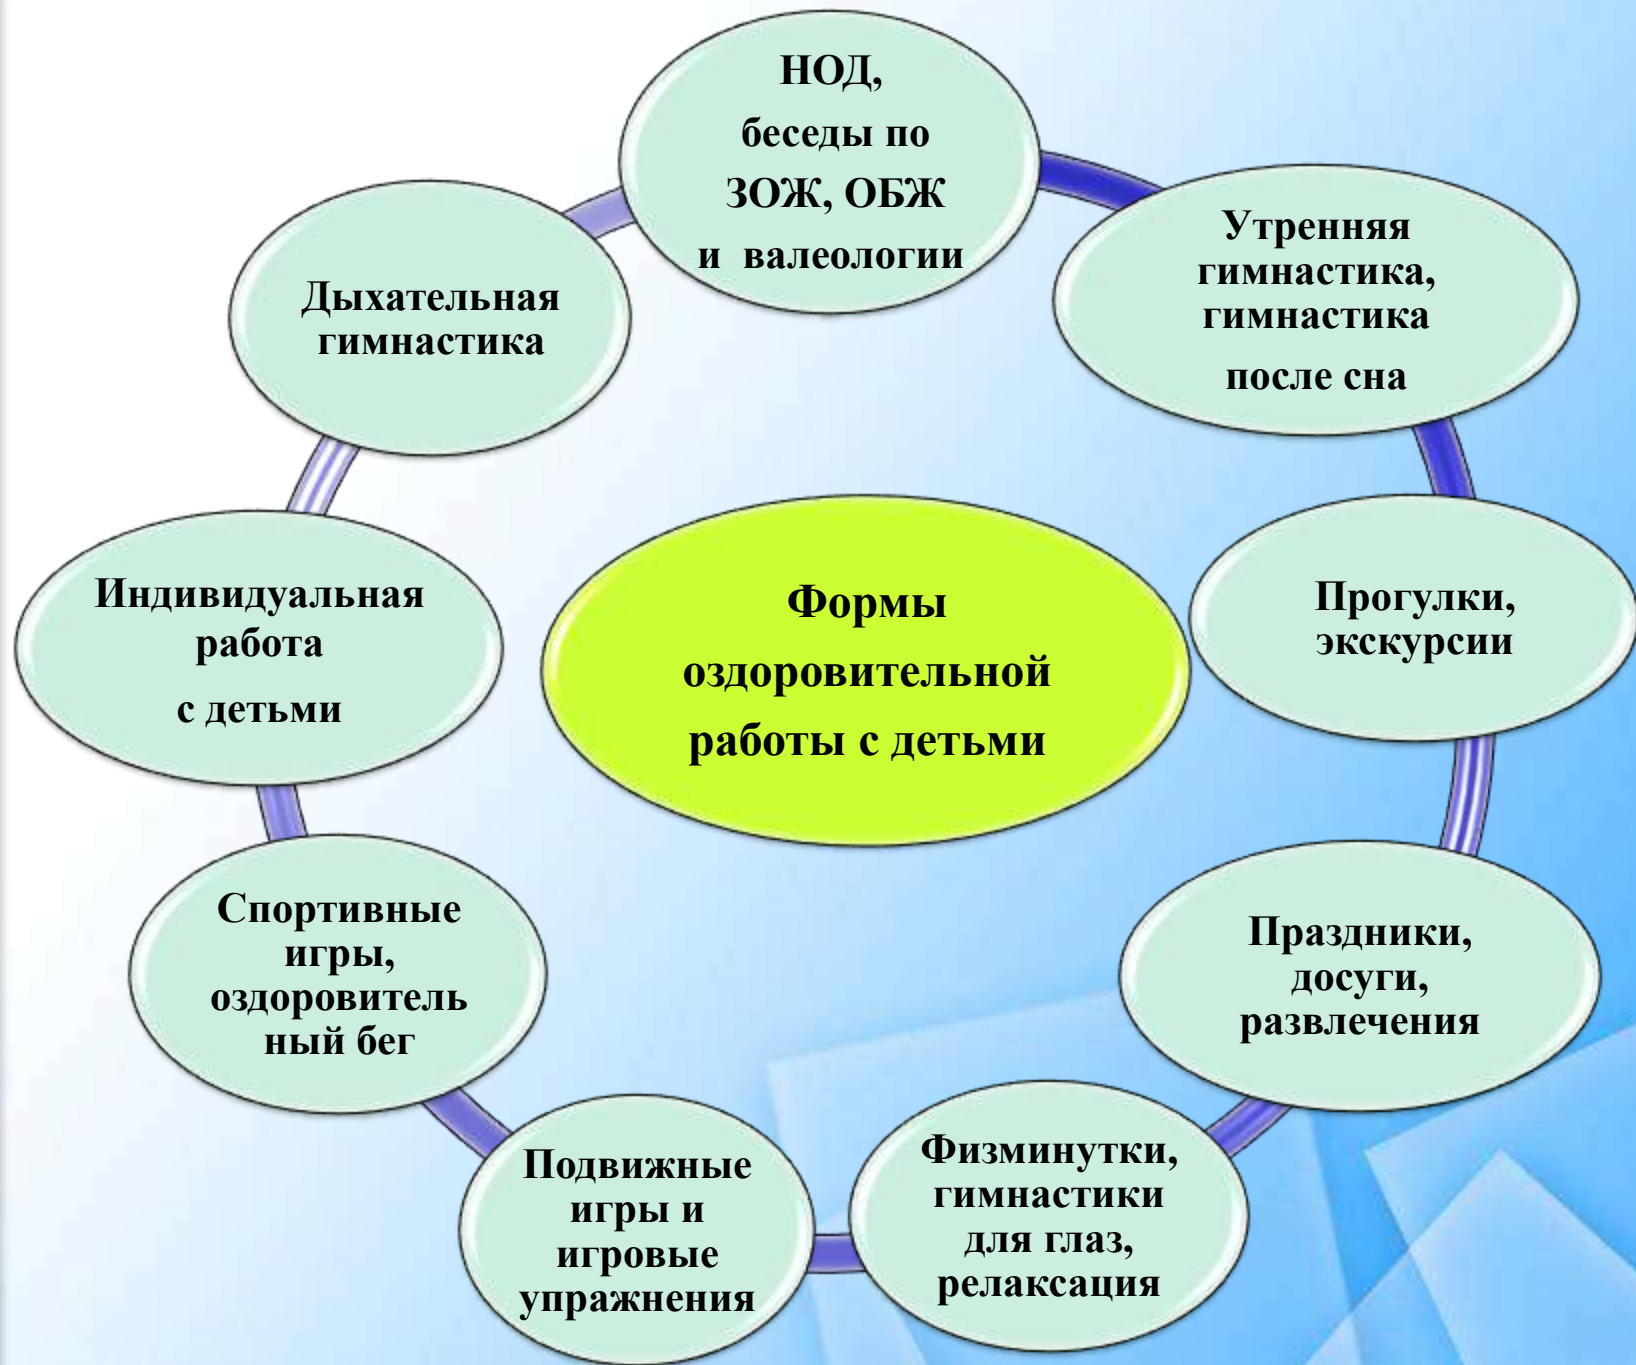 НОД,
беседы по
ЗОЖ, ОБЖ
и валеологии
Утренняя
гимнастика,
гимнастика
после сна
Прогулки,
экскурсии
Праздники,
досуги,
развлечения
Физминутки,
гимнастики
для глаз,
релаксация
Подвижные
игры и
игровые
упражнения
Спортивные
игры,
оздоровитель
ный бег
Индивидуальная
работа
с детьми
Дыхательная
гимнастика
Формы
оздоровительной
работы с детьми